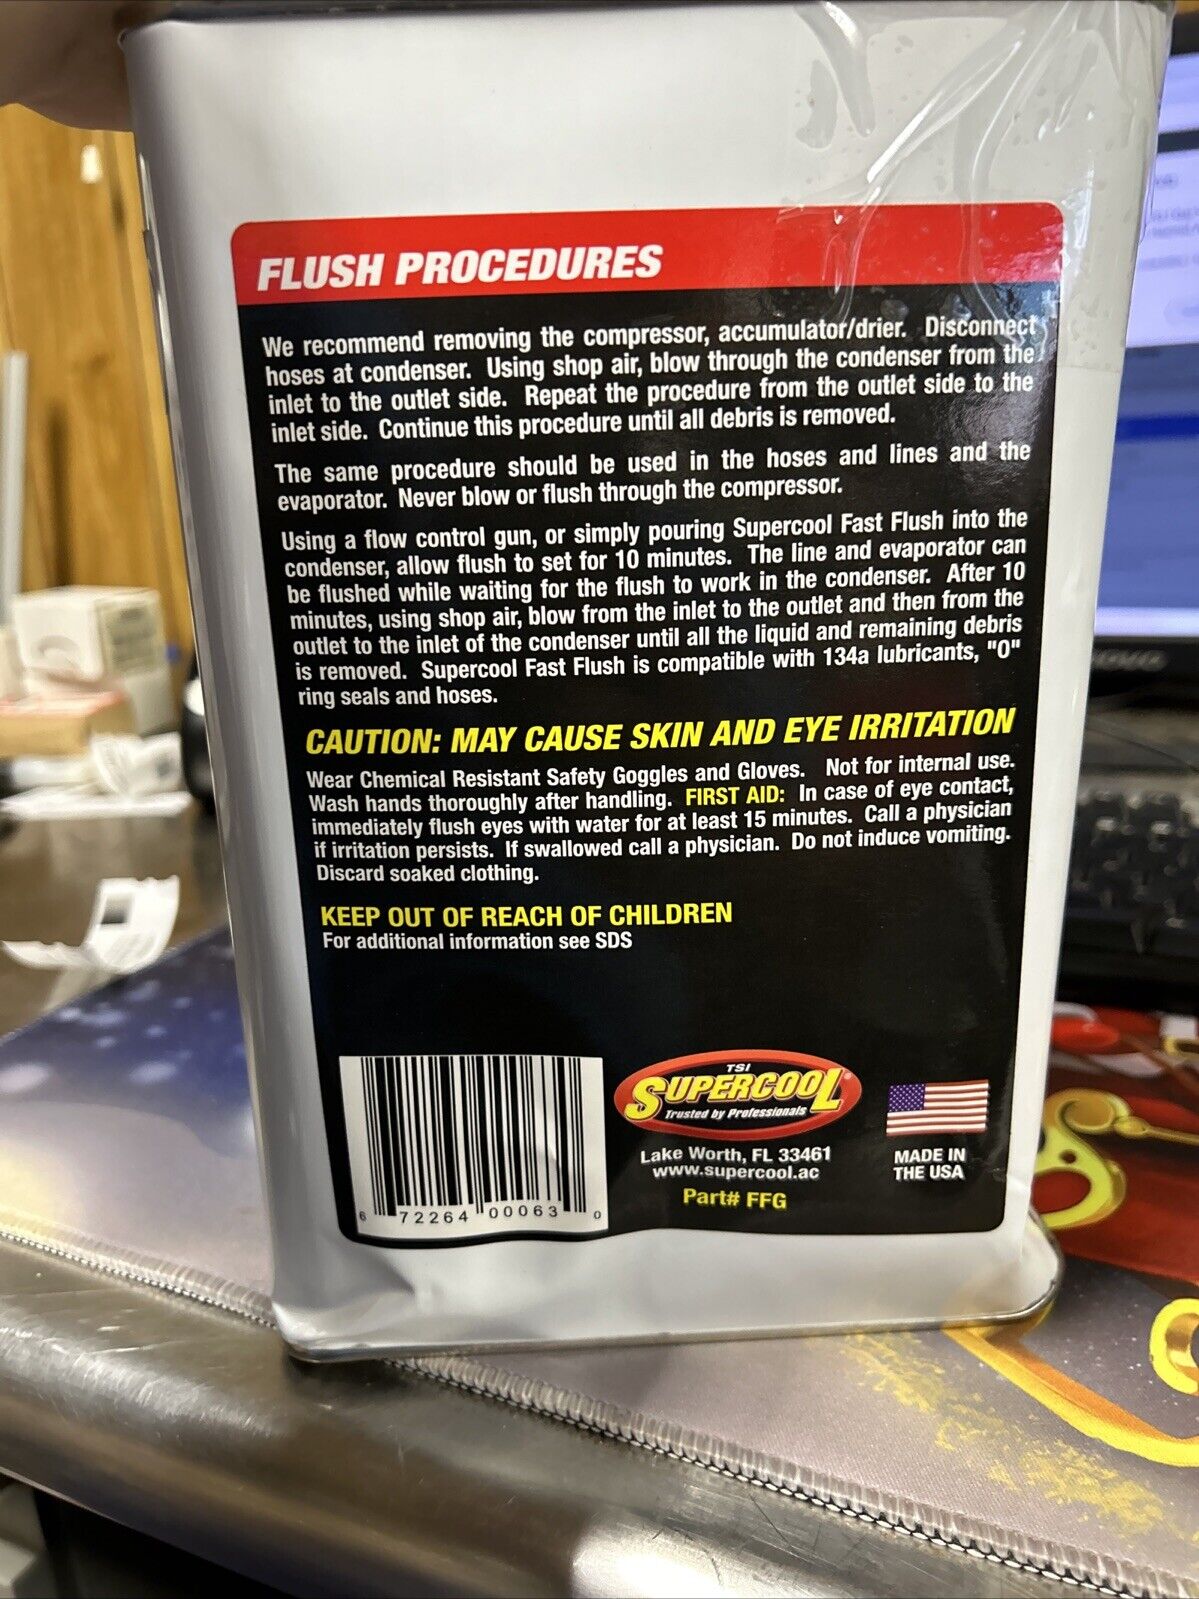 FLUSH PROCEDURES
We recommend removing the compressor, accumulator/drier. Disconnect
hoses at condenser. Using shop air, blow through the condenser from the
inlet to the outlet side. Repeat the procedure from the outlet side to the
inlet side. Continue this procedure until all debris is removed.
The same procedure should be used in the hoses and lines and the
evaporator. Never blow or flush through the compressor.
Using a flow control gun, or simply pouring Supercool Fast Flush into the
condenser, allow flush to set for 10 minutes. The line and evaporator can
be flushed while waiting for the flush to work in the condenser. After 10
minutes, using shop air, blow from the inlet to the outlet and then from the
outlet to the inlet of the condenser until all the liquid and remaining debris
is removed. Supercool Fast Flush is compatible with 134a lubricants, "O"
ring seals and hoses.
CAUTION: MAY CAUSE SKIN AND EYE IRRITATION
Wear Chemical Resistant Safety Goggles and Gloves. Not for internal use.
Wash hands thoroughly after handling. FIRST AID: In case of eye contact,
immediately flush eyes with water for at least 15 minutes. Call a physician
if irritation persists. If swallowed call a physician. Do not induce vomiting.
Discard soaked clothing.
KEEP OUT OF REACH OF CHILDREN
For additional information see SDS
6 72264 00063 0
TSI
SUPERCOOL®
Trusted by Professionals
Lake Worth, FL 33461
www.supercool.ac
Part# FFG
MADE IN
THE USA